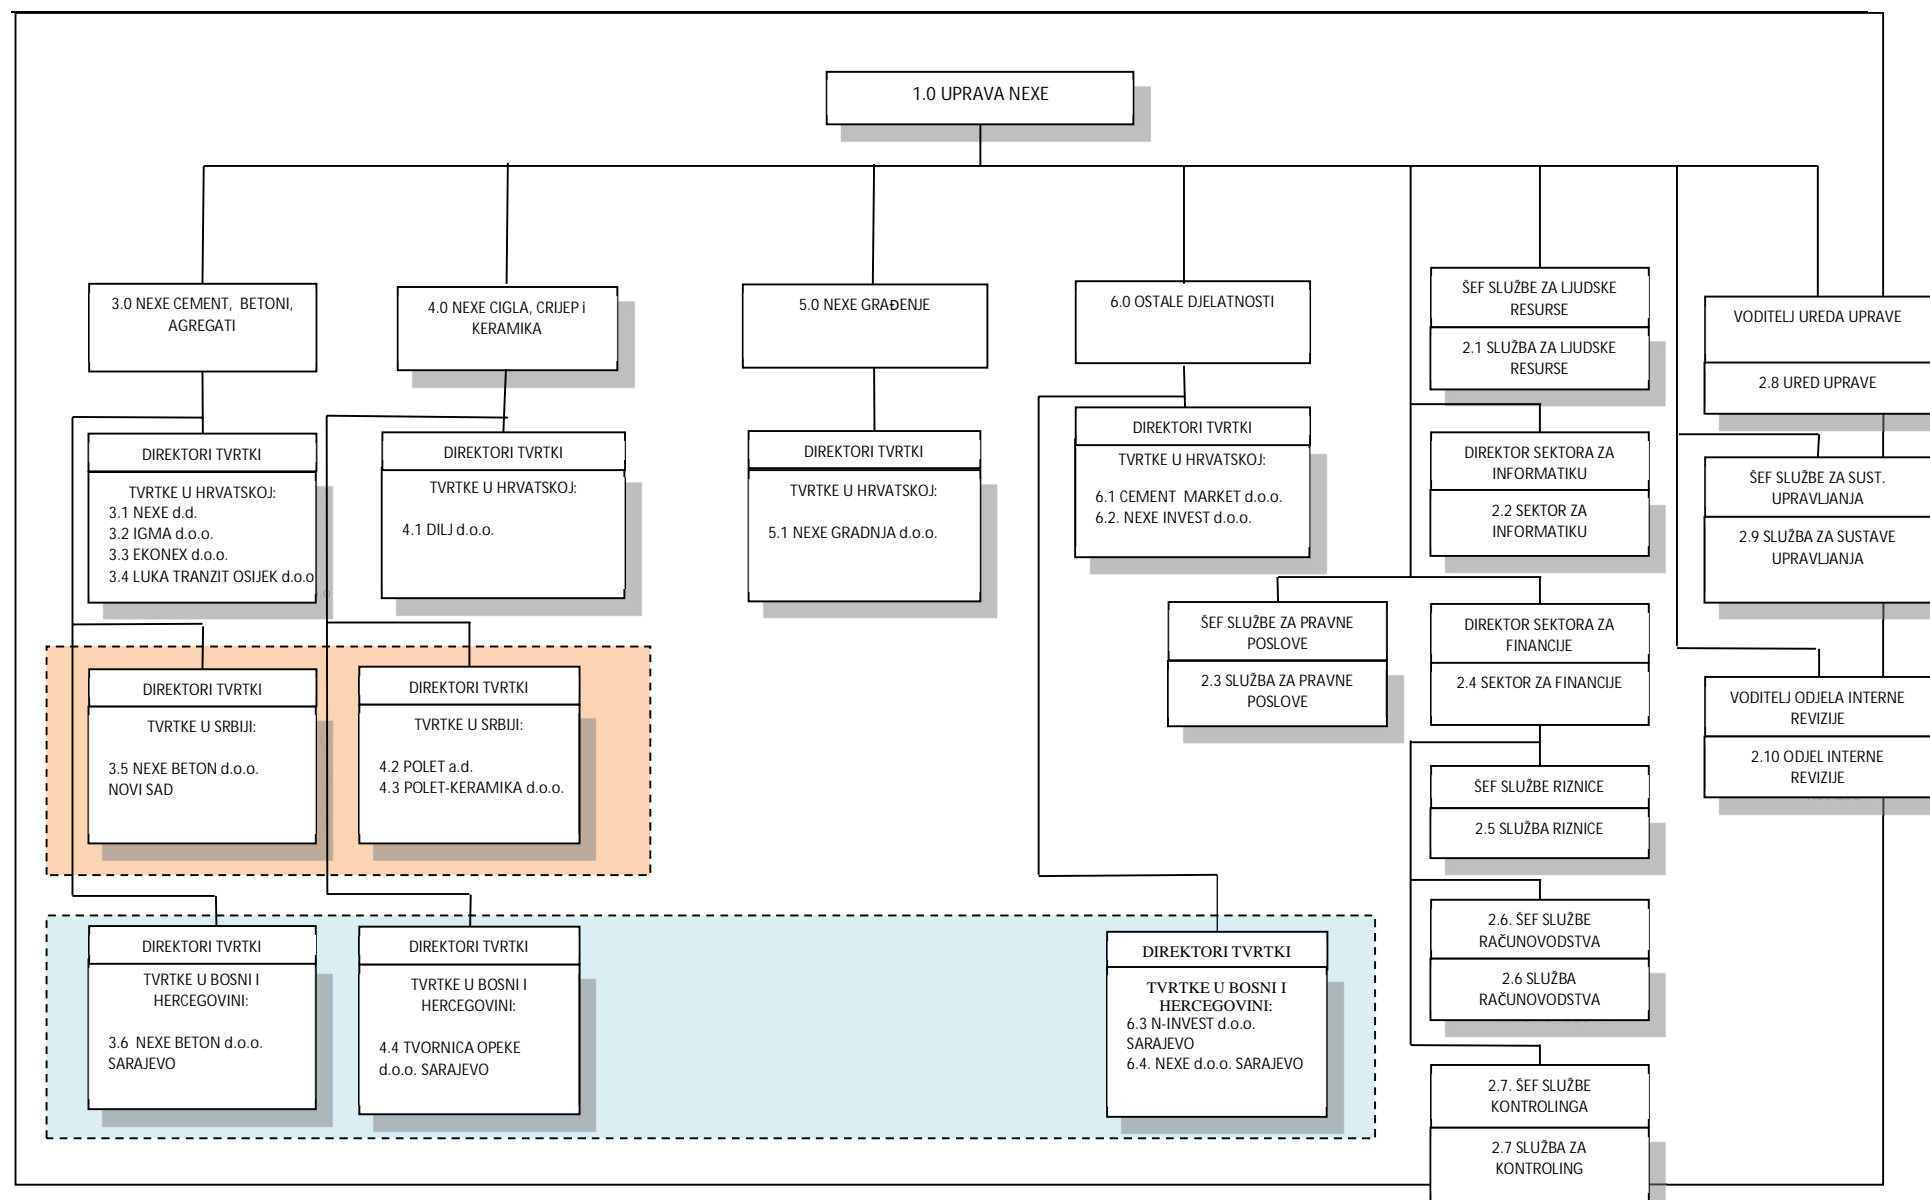 1.0 UPRAVA NEXE
3.0 NEXE CEMENT, BETONI,
AGREGATI
4.0 NEXE CIGLA, CRIJEP i
KERAMIKA
5.0 NEXE GRAĐENJE
6.0 OSTALE DJELATNOSTI
ŠEF SLUŽBE ZA LJUDSKE
RESURSE
2.1 SLUŽBA ZA LJUDSKE
RESURSE
VODITELJ UREDA UPRAVE
2.8 URED UPRAVE
DIREKTORI TVRTKI
TVRTKE U HRVATSKOJ:
3.1 NEXE d.d.
3.2 IGMA d.o.o.
3.3 EKONEX d.o.o.
3.4 LUKA TRANZIT OSIJEK d.o.o
DIREKTORI TVRTKI
TVRTKE U HRVATSKOJ:
4.1 DILJ d.o.o.
DIREKTORI TVRTKI
TVRTKE U HRVATSKOJ:
5.1 NEXE GRADNJA d.o.o.
DIREKTORI TVRTKI
TVRTKE U HRVATSKOJ:
6.1 CEMENT MARKET d.o.o.
6.2. NEXE INVEST d.o.o.
DIREKTOR SEKTORA ZA
INFORMATIKU
2.2 SEKTOR ZA
INFORMATIKU
ŠEF SLUŽBE ZA SUST.
UPRAVLJANJA
2.9 SLUŽBA ZA SUSTAVE
UPRAVLJANJA
ŠEF SLUŽBE ZA PRAVNE
POSLOVE
2.3 SLUŽBA ZA PRAVNE
POSLOVE
DIREKTOR SEKTORA ZA
FINANCIJE
2.4 SEKTOR ZA FINANCIJE
VODITELJ ODJELA INTERNE
REVIZIJE
2.10 ODJEL INTERNE
REVIZIJE
DIREKTORI TVRTKI
TVRTKE U SRBIJI:
3.5 NEXE BETON d.o.o.
NOVI SAD
DIREKTORI TVRTKI
TVRTKE U SRBIJI:
4.2 POLET a.d.
4.3 POLET-KERAMIKA d.o.o.
ŠEF SLUŽBE RIZNICE
2.5 SLUŽBA RIZNICE
DIREKTORI TVRTKI
TVRTKE U BOSNI I
HERCEGOVINI:
3.6 NEXE BETON d.o.o.
SARAJEVO
DIREKTORI TVRTKI
TVRTKE U BOSNI I
HERCEGOVINI:
4.4 TVORNICA OPEKE
d.o.o. SARAJEVO
DIREKTORI TVRTKI
TVRTKE U BOSNI I
HERCEGOVINI:
6.3 N-INVEST d.o.o.
SARAJEVO
6.4. NEXE d.o.o. SARAJEVO
2.6. ŠEF SLUŽBE
RAČUNOVODSTVA
2.6 SLUŽBA
RAČUNOVODSTVA
2.7. ŠEF SLUŽBE
KONTROLINGA
2.7 SLUŽBA ZA
KONTROLING